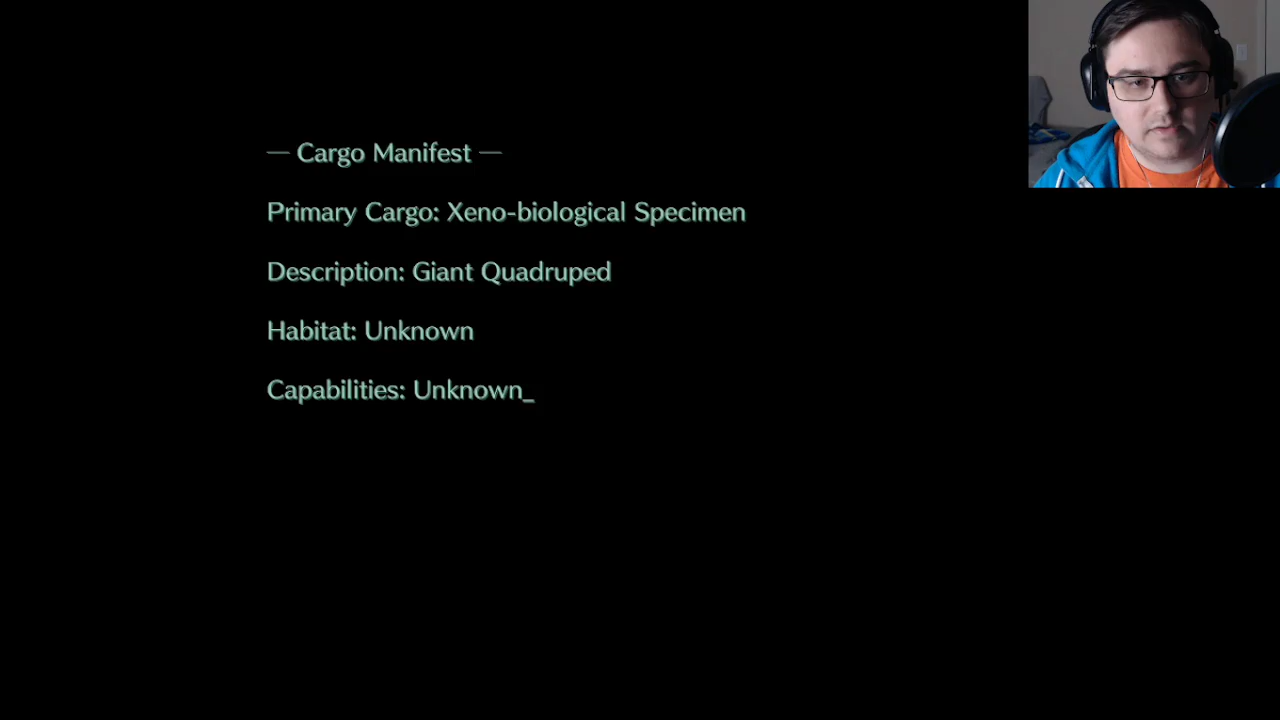 — Cargo Manifest —
Primary Cargo: Xeno-biological Specimen
Description: Giant Quadruped
Habitat: Unknown
Capabilities: Unknown_